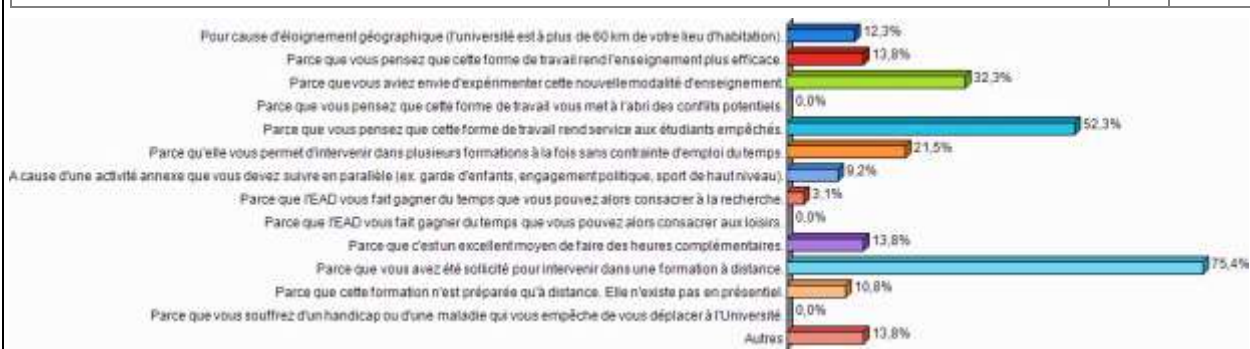 Pour cause d'éloignement géographique (l'université est à plus de 60 km de votre lieu d'habitation). 12,3%
Parce que vous pensez que cette forme de travail rend l'enseignement plus efficace. 13,8%
Parce que vous aviez envie d'expérimenter cette nouvelle modalité d'enseignement. 32,3%
Parce que vous pensez que cette forme de travail vous met à l'abri des conflits potentiels. 0,0%
Parce que vous pensez que cette forme de travail rend service aux étudiants empêchés. 52,3%
Parce qu'elle vous permet d'intervenir dans plusieurs formations à la fois sans contrainte d'emploi du temps. 21,5%
A cause d'une activité annexe que vous devez suivre en parallèle (ex. garde d'enfants, engagement politique, sport de haut niveau). 9,2%
Parce que l'EAD vous fait gagner du temps que vous pouvez alors consacrer à la recherche. 3,1%
Parce que l'EAD vous fait gagner du temps que vous pouvez alors consacrer aux loisirs. 0,0%
Parce que c'est un excellent moyen de faire des heures complémentaires. 13,8%
Parce que vous avez été sollicité pour intervenir dans une formation à distance. 75,4%
Parce que cette formation n'est préparée qu'à distance. Elle n'existe pas en présentiel. 10,8%
Parce que vous souffrez d'un handicap ou d'une maladie qui vous empêche de vous déplacer à l'Université. 0,0%
Autres 13,8%